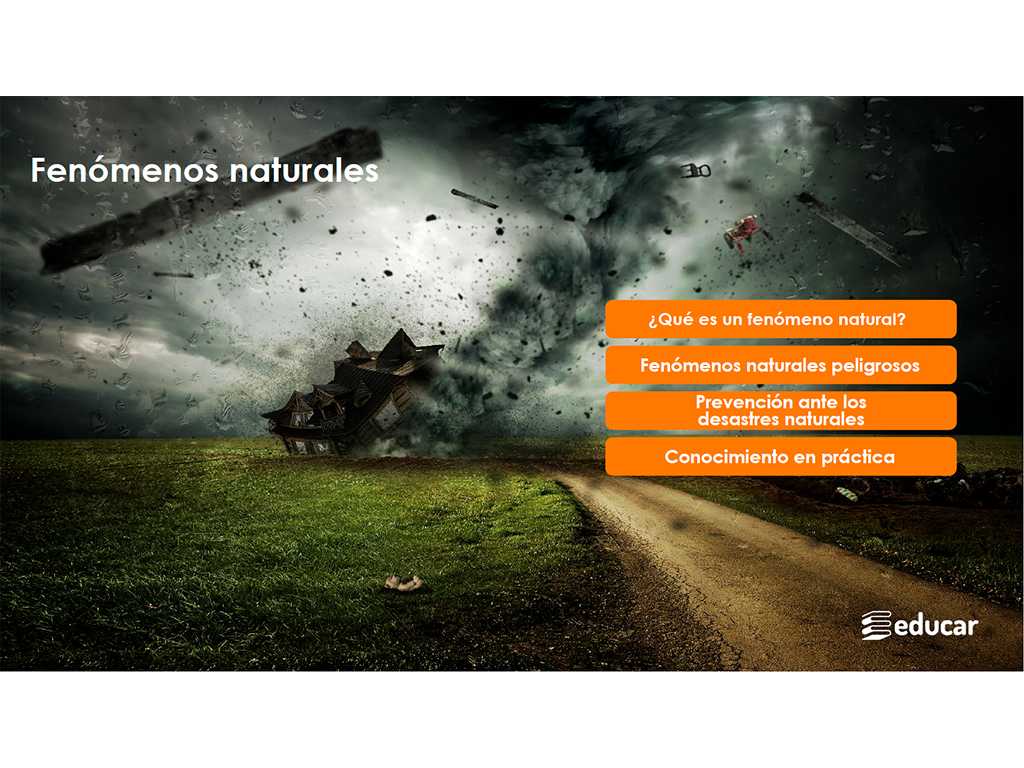 Fenómenos naturales
¿Qué es un fenómeno natural?
Fenómenos naturales peligrosos
Prevención ante los
desastres naturales
Conocimiento en práctica
educar